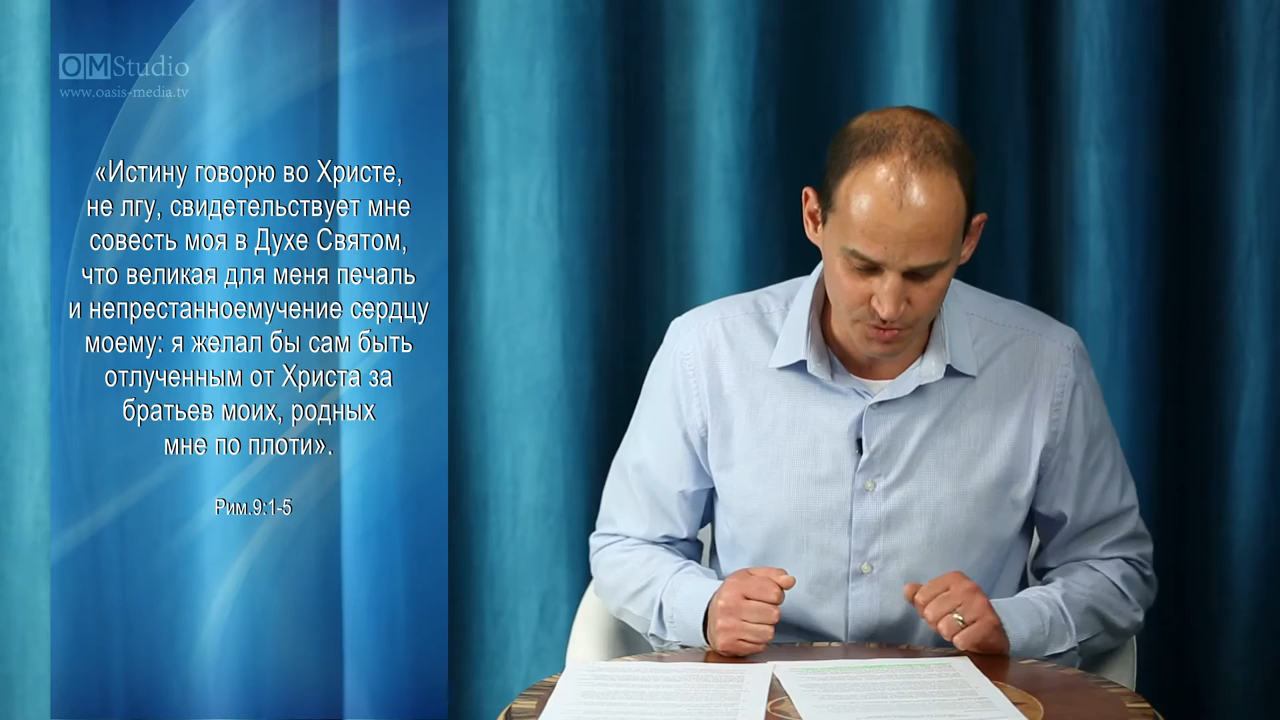 OMStudio
www.oasis-media.tv
«Истину говорю во Христе,
не лгу, свидетельствует мне
совесть моя в Духе Святом,
что великая для меня печаль
и непрестанноемучение сердцу
моему: я желал бы сам быть
отлученным от Христа за
братьев моих, родных
мне по плоти».
Рим.9:1-5